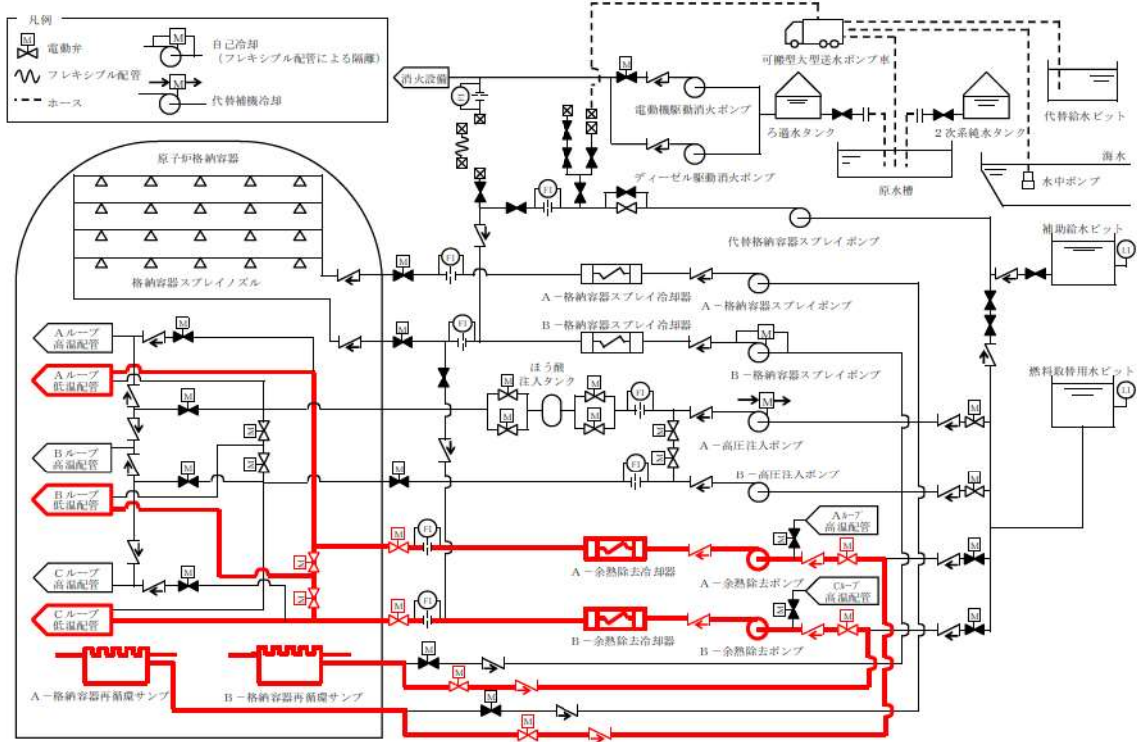 凡例
M
電動弁
フレキシブル配管
ホース
M
自己冷却
(フレキシブル配管による隔離)
M
代替補機冷却
消火設備
M
電動機駆動消火ポンプ
ディーゼル駆動消火ポンプ
ろ過水タンク
可搬型大型送水ポンプ車
2次系純水タンク
代替給水ピット
原水槽
海水
水中ポンプ
原子炉格納容器
格納容器スプレイノズル
FI
代替格納容器スプレイポンプ
補助給水ピット
LI
M
FI
A-格納容器スプレイ冷却器
A-格納容器スプレイポンプ
M
FI
B-格納容器スプレイ冷却器
M
B-格納容器スプレイポンプ
燃料取替用水ピット
LI
Aループ
高温配管
M
Aループ
低温配管
M
ほう酸
注入タンク
M
M
M
M
FI
M
A-高圧注入ポンプ
M
M
M
M
Bループ
高温配管
M
M
FI
B-高圧注入ポンプ
M
Bループ
低温配管
M
FI
A-余熱除去冷却器
A-余熱除去ポンプ
Aループ
高温配管
M
M
M
M
M
Cループ
高温配管
M
Cループ
低温配管
M
FI
B-余熱除去冷却器
B-余熱除去ポンプ
Cループ
高温配管
M
M
M
M
A-格納容器再循環サンプ
B-格納容器再循環サンプ
M
M
M
M